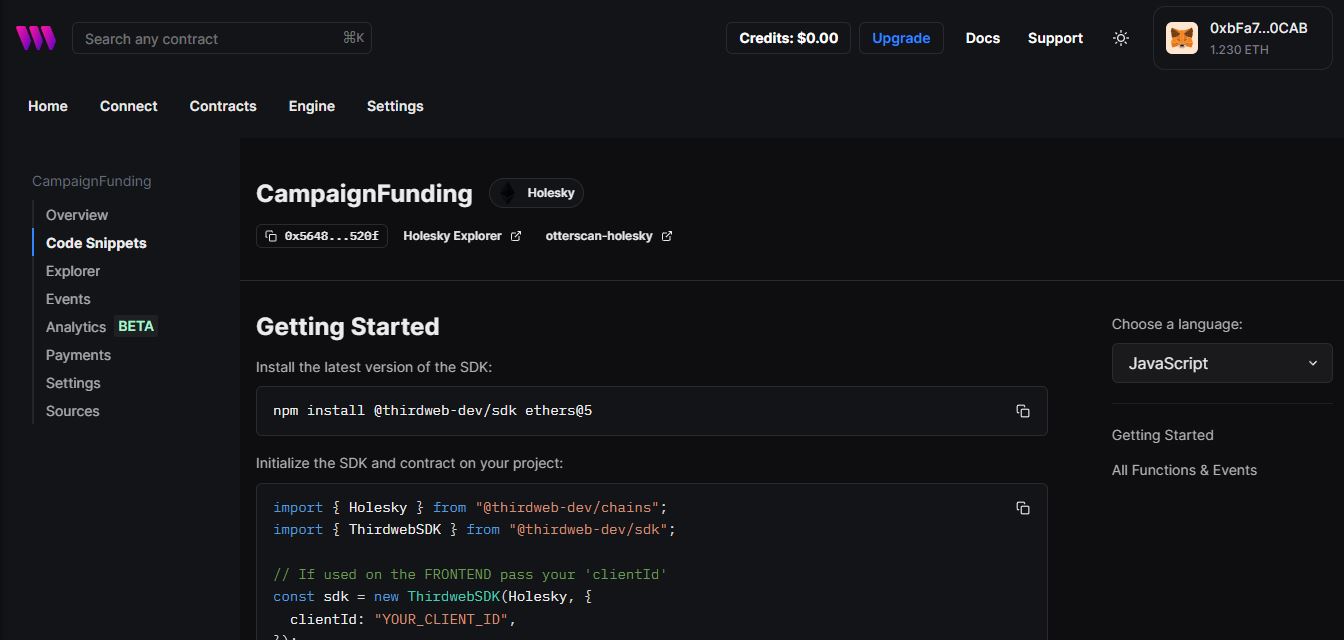 Search any contract
⌘K
Credits: $0.00
Upgrade
Docs
Support
0xbFa7...0CAB
1.230 ETH
Home
Connect
Contracts
Engine
Settings
CampaignFunding
Overview
Code Snippets
Explorer
Events
Analytics BETA
Payments
Settings
Sources
CampaignFunding
Holesky
0x5648...520f
Holesky Explorer
otterscan-holesky
Getting Started
Install the latest version of the SDK:
npm install @thirdweb-dev/sdk ethers@5
Initialize the SDK and contract on your project:
import { Holesky } from "@thirdweb-dev/chains";
import { ThirdwebSDK } from "@thirdweb-dev/sdk";
// If used on the FRONTEND pass your 'clientId'
const sdk = new ThirdwebSDK(Holesky, {
clientId: "YOUR_CLIENT_ID",
});
Choose a language:
JavaScript
Getting Started
All Functions & Events